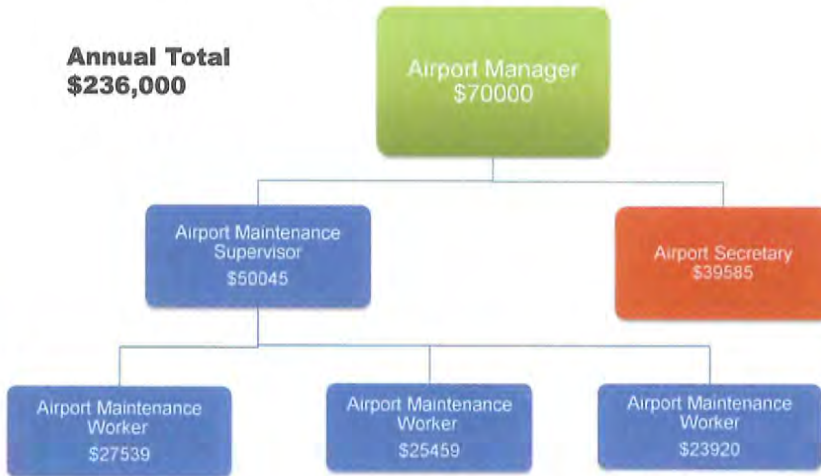 Annual Total
$236,000
Airport Manager
$70000
Airport Maintenance
Supervisor
$50045
Airport Secretary
$39585
Airport Maintenance
Worker
$27539
Airport Maintenance
Worker
$25459
Airport Maintenance
Worker
$23920